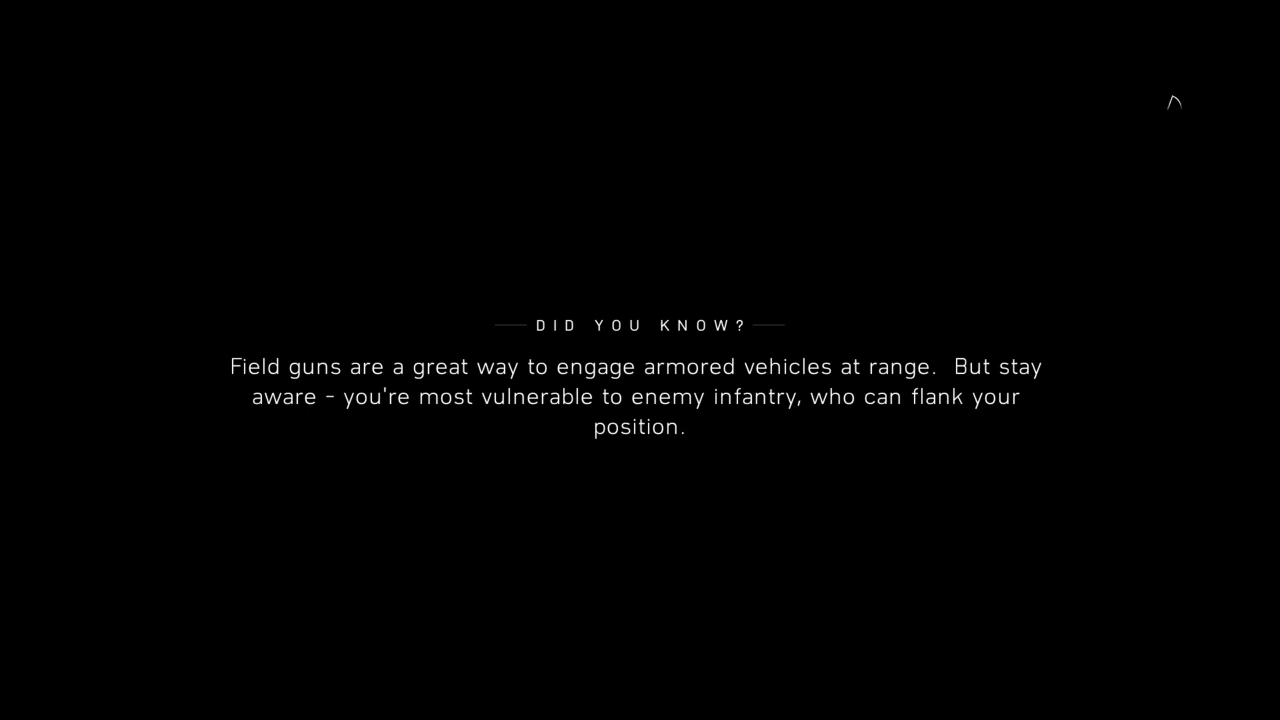 DID YOU KNOW?
Field guns are a great way to engage armored vehicles at range.  But stay
aware - you're most vulnerable to enemy infantry, who can flank your
position.